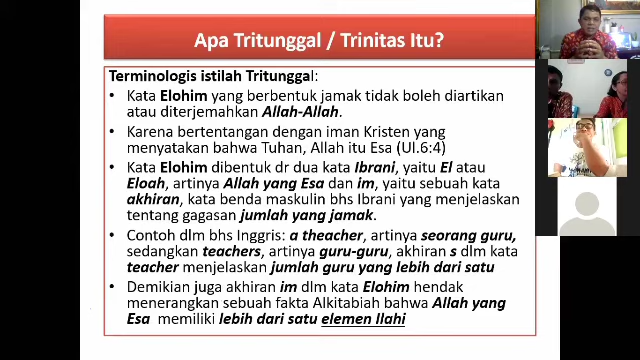 Apa Tritunggal / Trinitas Itu?
Terminologis istilah Tritunggal:
• Kata Elohim yang berbentuk jamak tidak boleh diartikan
atau diterjemahkan Allah-Allah.
• Karena bertentangan dengan iman Kristen yang
menyatakan bahwa Tuhan, Allah itu Esa (Ul.6:4)
• Kata Elohim dibentuk dr dua kata Ibrani, yaitu El atau
Eloah, artinya Allah yang Esa dan im, yaitu sebuah kata
akhiran, kata benda maskulin bhs Ibrani yang menjelaskan
tentang gagasan jumlah yang jamak.
• Contoh dlm bhs Inggris: a theacher, artinya seorang guru,
sedangkan teachers, artinya guru-guru, akhiran s dlm kata
teacher menjelaskan jumlah guru yang lebih dari satu
• Demikian juga akhiran im dlm kata Elohim hendak
menerangkan sebuah fakta Alkitabiah bahwa Allah yang
Esa memiliki lebih dari satu elemen Ilahi